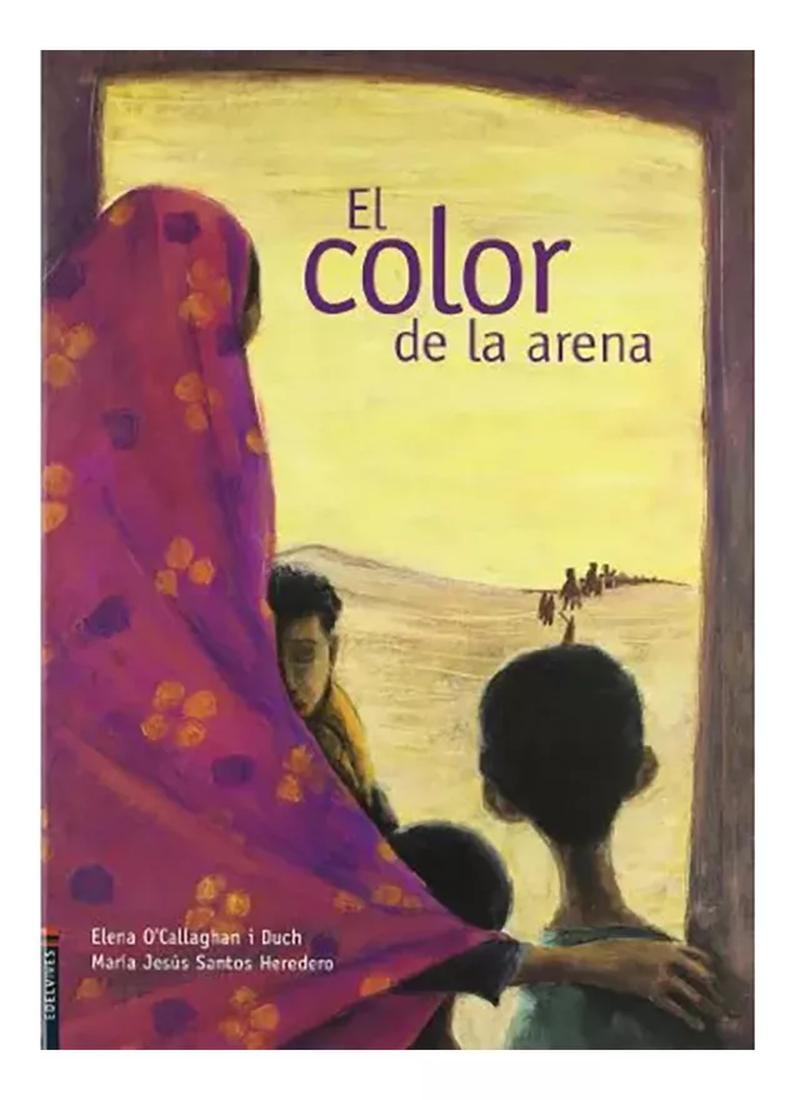 El
color
de la arena
Elena O'Callaghan i Duch
María Jesús Santos Heredero
EDELVIVES